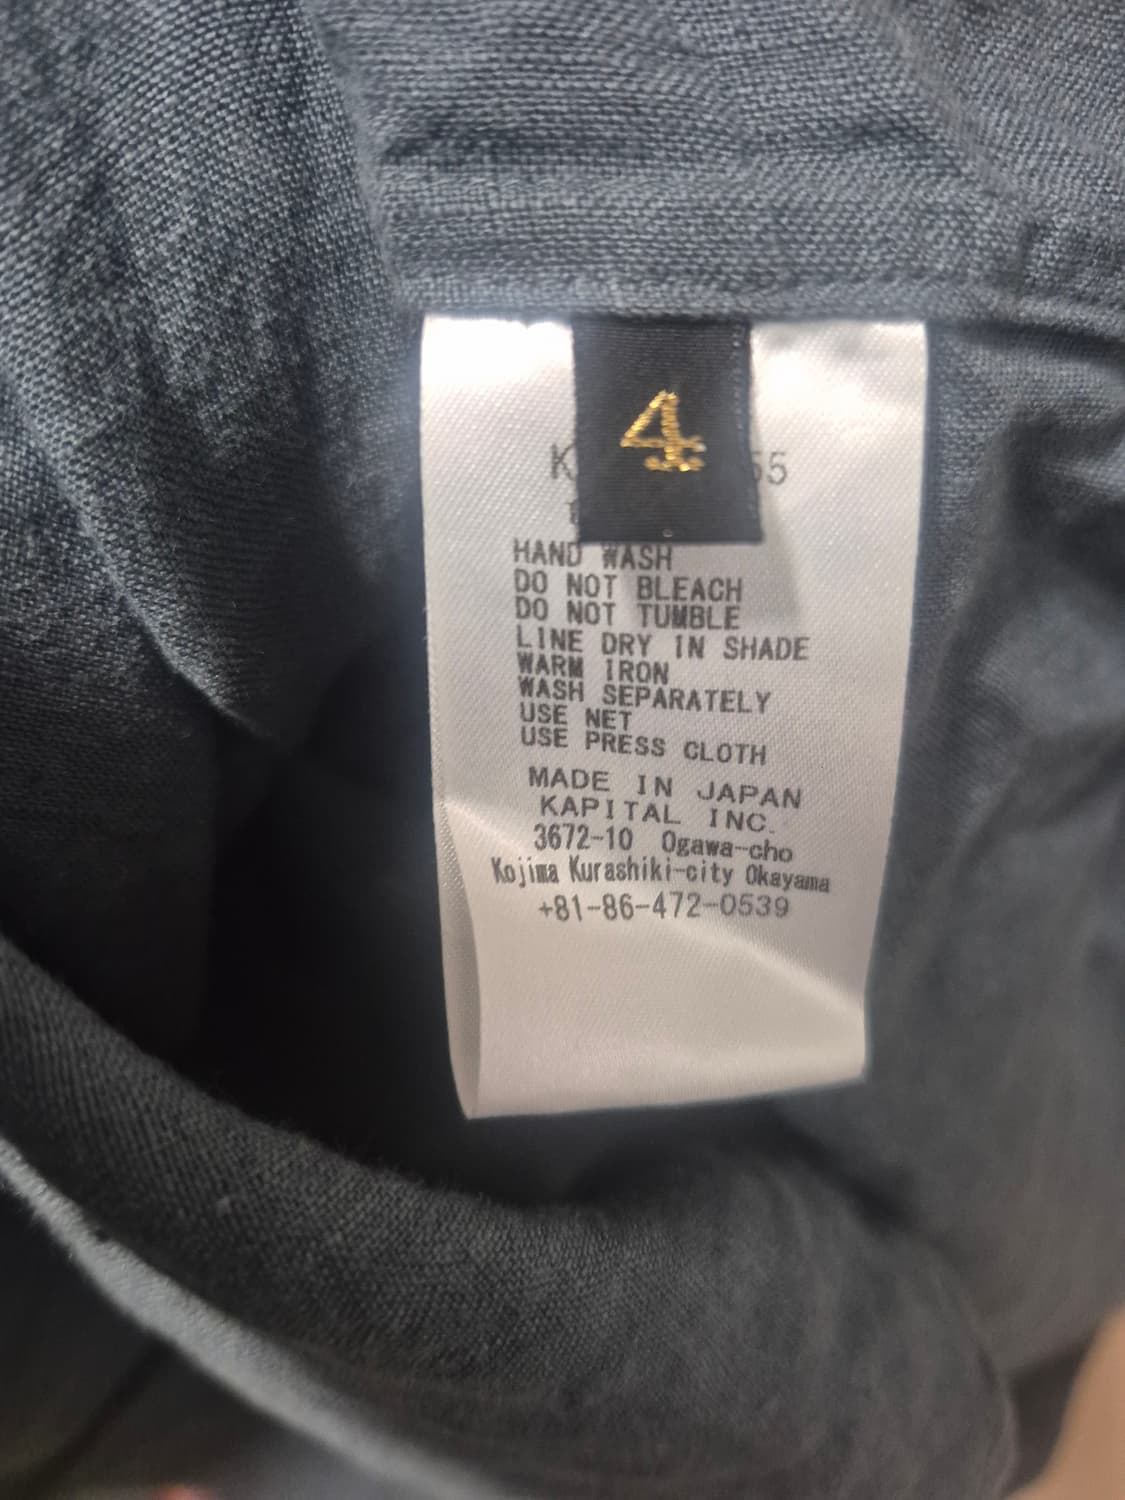 4
K 55
HAND WASH
DO NOT BLEACH
DO NOT TUMBLE
LINE DRY IN SHADE
WARM IRON
WASH SEPARATELY
USE NET
USE PRESS CLOTH
MADE IN JAPAN
KAPITAL INC.
3672-10 Ogawa-cho
Kojima Kurashiki-city Okayama
+81-86-472-0539